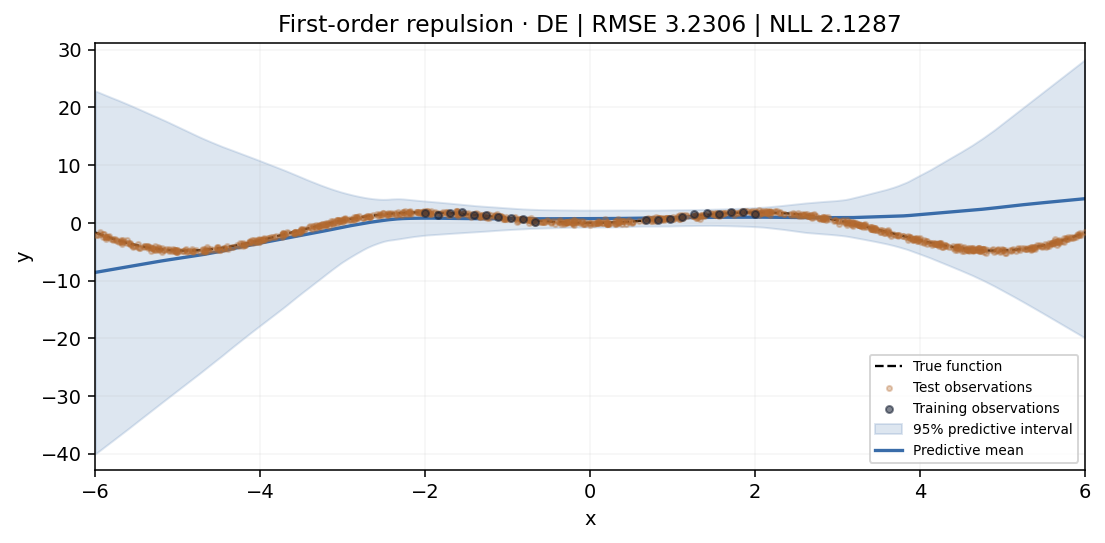 First-order repulsion · DE | RMSE 3.2306 | NLL 2.1287
30
20
10
0
−10
−20
−30
−40
y
−6
−4
−2
0
2
4
6
x
True function
Test observations
Training observations
95% predictive interval
Predictive mean